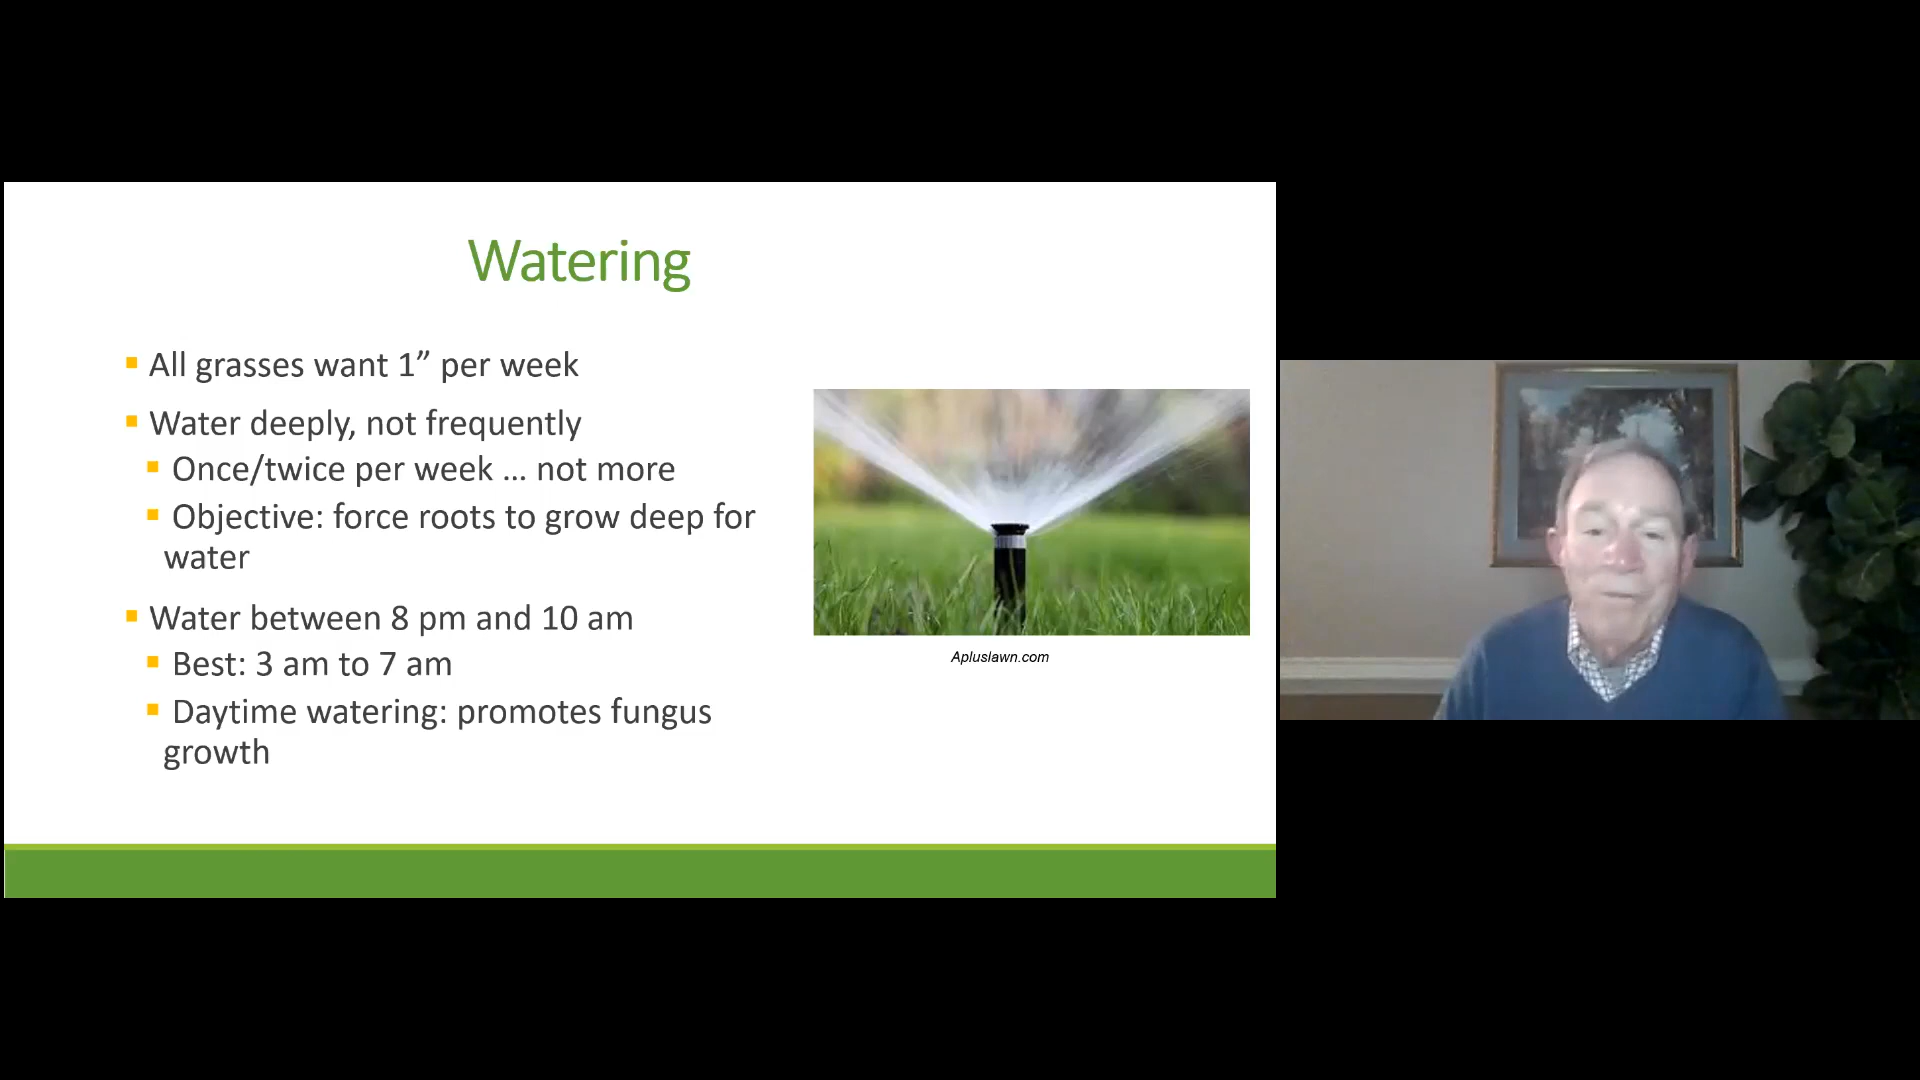 Watering
All grasses want 1” per week
Water deeply, not frequently
Once/twice per week ... not more
Objective: force roots to grow deep for
water
Water between 8 pm and 10 am
Best: 3 am to 7 am
Daytime watering: promotes fungus
growth
Apluslawn.com